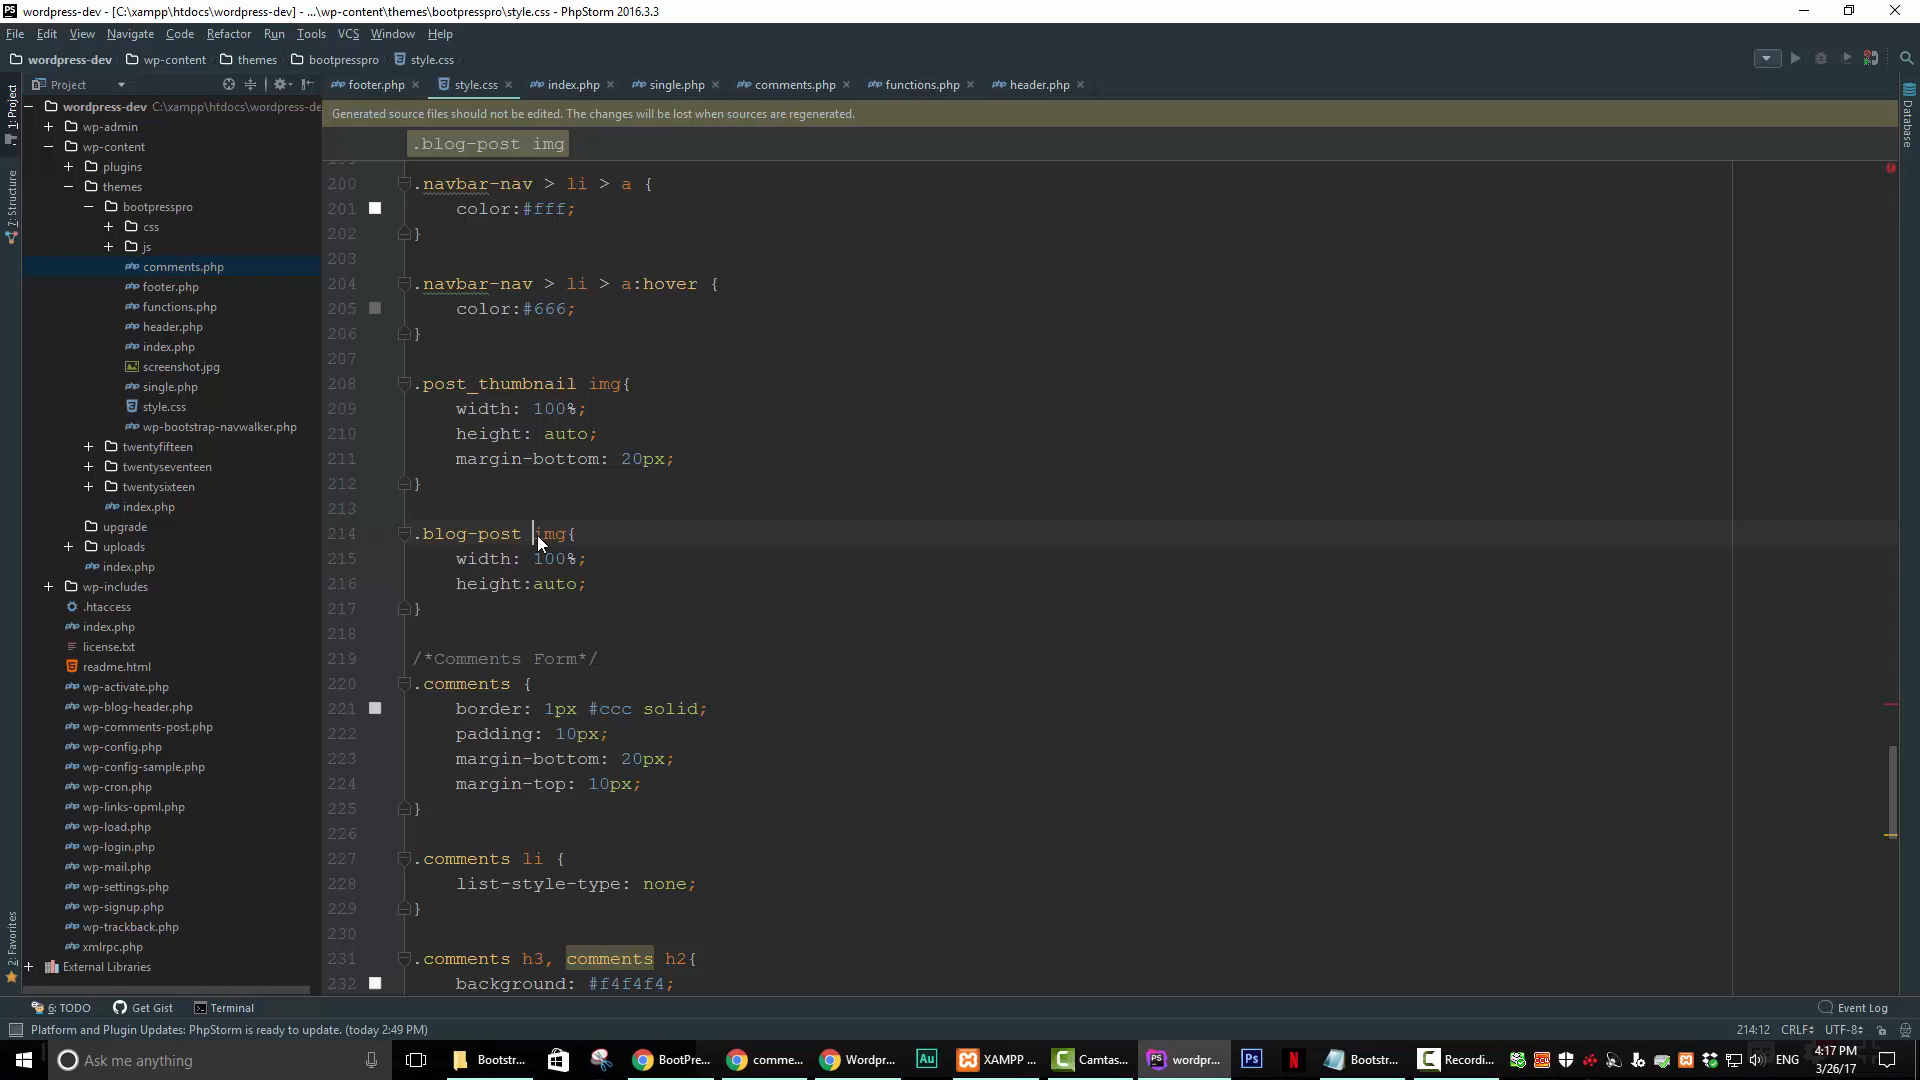 wordpress-dev - [C:\xampp\htdocs\wordpress-dev] - ...\wp-content\themes\bootpresspro\style.css - PhpStorm 2016.3.3
File Edit View Navigate Code Refactor Run Tools VCS Window Help
wordpress-dev wp-content themes bootpresspro style.css
Project
footer.php style.css index.php single.php comments.php functions.php header.php
Generated source files should not be edited. The changes will be lost when sources are regenerated.
.blog-post img
1: Project
7: Structure
2: Favorites
Database
wordpress-dev C:\xampp\htdocs\wordpress-de
wp-admin
wp-content
plugins
themes
bootpresspro
css
js
comments.php
footer.php
functions.php
header.php
index.php
screenshot.jpg
single.php
style.css
wp-bootstrap-navwalker.php
twentyfifteen
twentyseventeen
twentysixteen
index.php
upgrade
uploads
index.php
wp-includes
.htaccess
index.php
license.txt
readme.html
wp-activate.php
wp-blog-header.php
wp-comments-post.php
wp-config.php
wp-config-sample.php
wp-cron.php
wp-links-opml.php
wp-load.php
wp-login.php
wp-mail.php
wp-settings.php
wp-signup.php
wp-trackback.php
xmlrpc.php
External Libraries
200 .navbar-nav > li > a {
201 color:#fff;
202 }
203
204 .navbar-nav > li > a:hover {
205 color:#666;
206 }
207
208 .post_thumbnail img{
209 width: 100%;
210 height: auto;
211 margin-bottom: 20px;
212 }
213
214 .blog-post img{
215 width: 100%;
216 height:auto;
217 }
218
219 /*Comments Form*/
220 .comments {
221 border: 1px #ccc solid;
222 padding: 10px;
223 margin-bottom: 20px;
224 margin-top: 10px;
225 }
226
227 .comments li {
228 list-style-type: none;
229 }
230
231 .comments h3, comments h2{
232 background: #f4f4f4;
6: TODO Get Gist Terminal Event Log
Platform and Plugin Updates: PhpStorm is ready to update. (today 2:49 PM) 214:12 CRLF UTF-8
Ask me anything Bootstr... BootPre... comme... Wordpr... Au XAMPP ... Camtas... wordpr... Ps N Bootstr... Recordi... ENG 4:17 PM
3/26/17